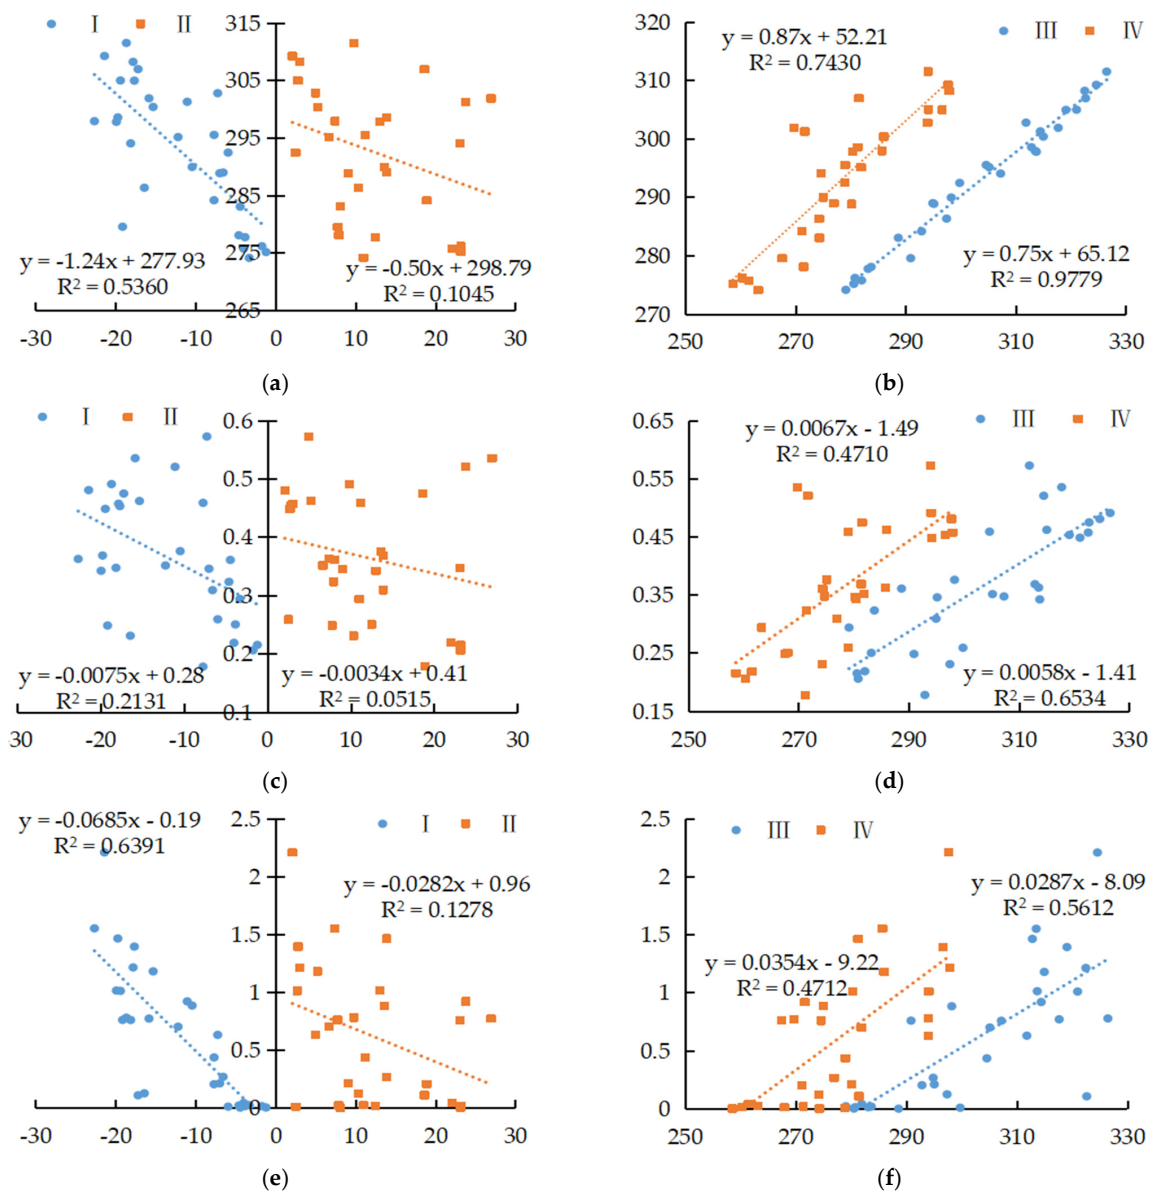 I II
315
305
295
285
275
265
y = -1.24x + 277.93
R² = 0.5360
y = -0.50x + 298.79
R² = 0.1045
-30 -20 -10 0 10 20 30
(a)
III IV
320
310
300
290
280
270
y = 0.87x + 52.21
R² = 0.7430
y = 0.75x + 65.12
R² = 0.9779
250 270 290 310 330
(b)
I II
0.6
0.5
0.4
0.3
0.2
0.1
y = -0.0075x + 0.28
R² = 0.2131
y = -0.0034x + 0.41
R² = 0.0515
30 -20 -10 0 10 20 30
(c)
III IV
0.65
0.55
0.45
0.35
0.25
0.15
y = 0.0067x - 1.49
R² = 0.4710
y = 0.0058x - 1.41
R² = 0.6534
250 270 290 310 330
(d)
I II
2.5
2
1.5
1
0.5
0
y = -0.0685x - 0.19
R² = 0.6391
y = -0.0282x + 0.96
R² = 0.1278
-30 -20 -10 0 10 20 30
(e)
III IV
2.5
2
1.5
1
0.5
0
y = 0.0287x - 8.09
R² = 0.5612
y = 0.0354x - 9.22
R² = 0.4712
250 270 290 310 330
(f)